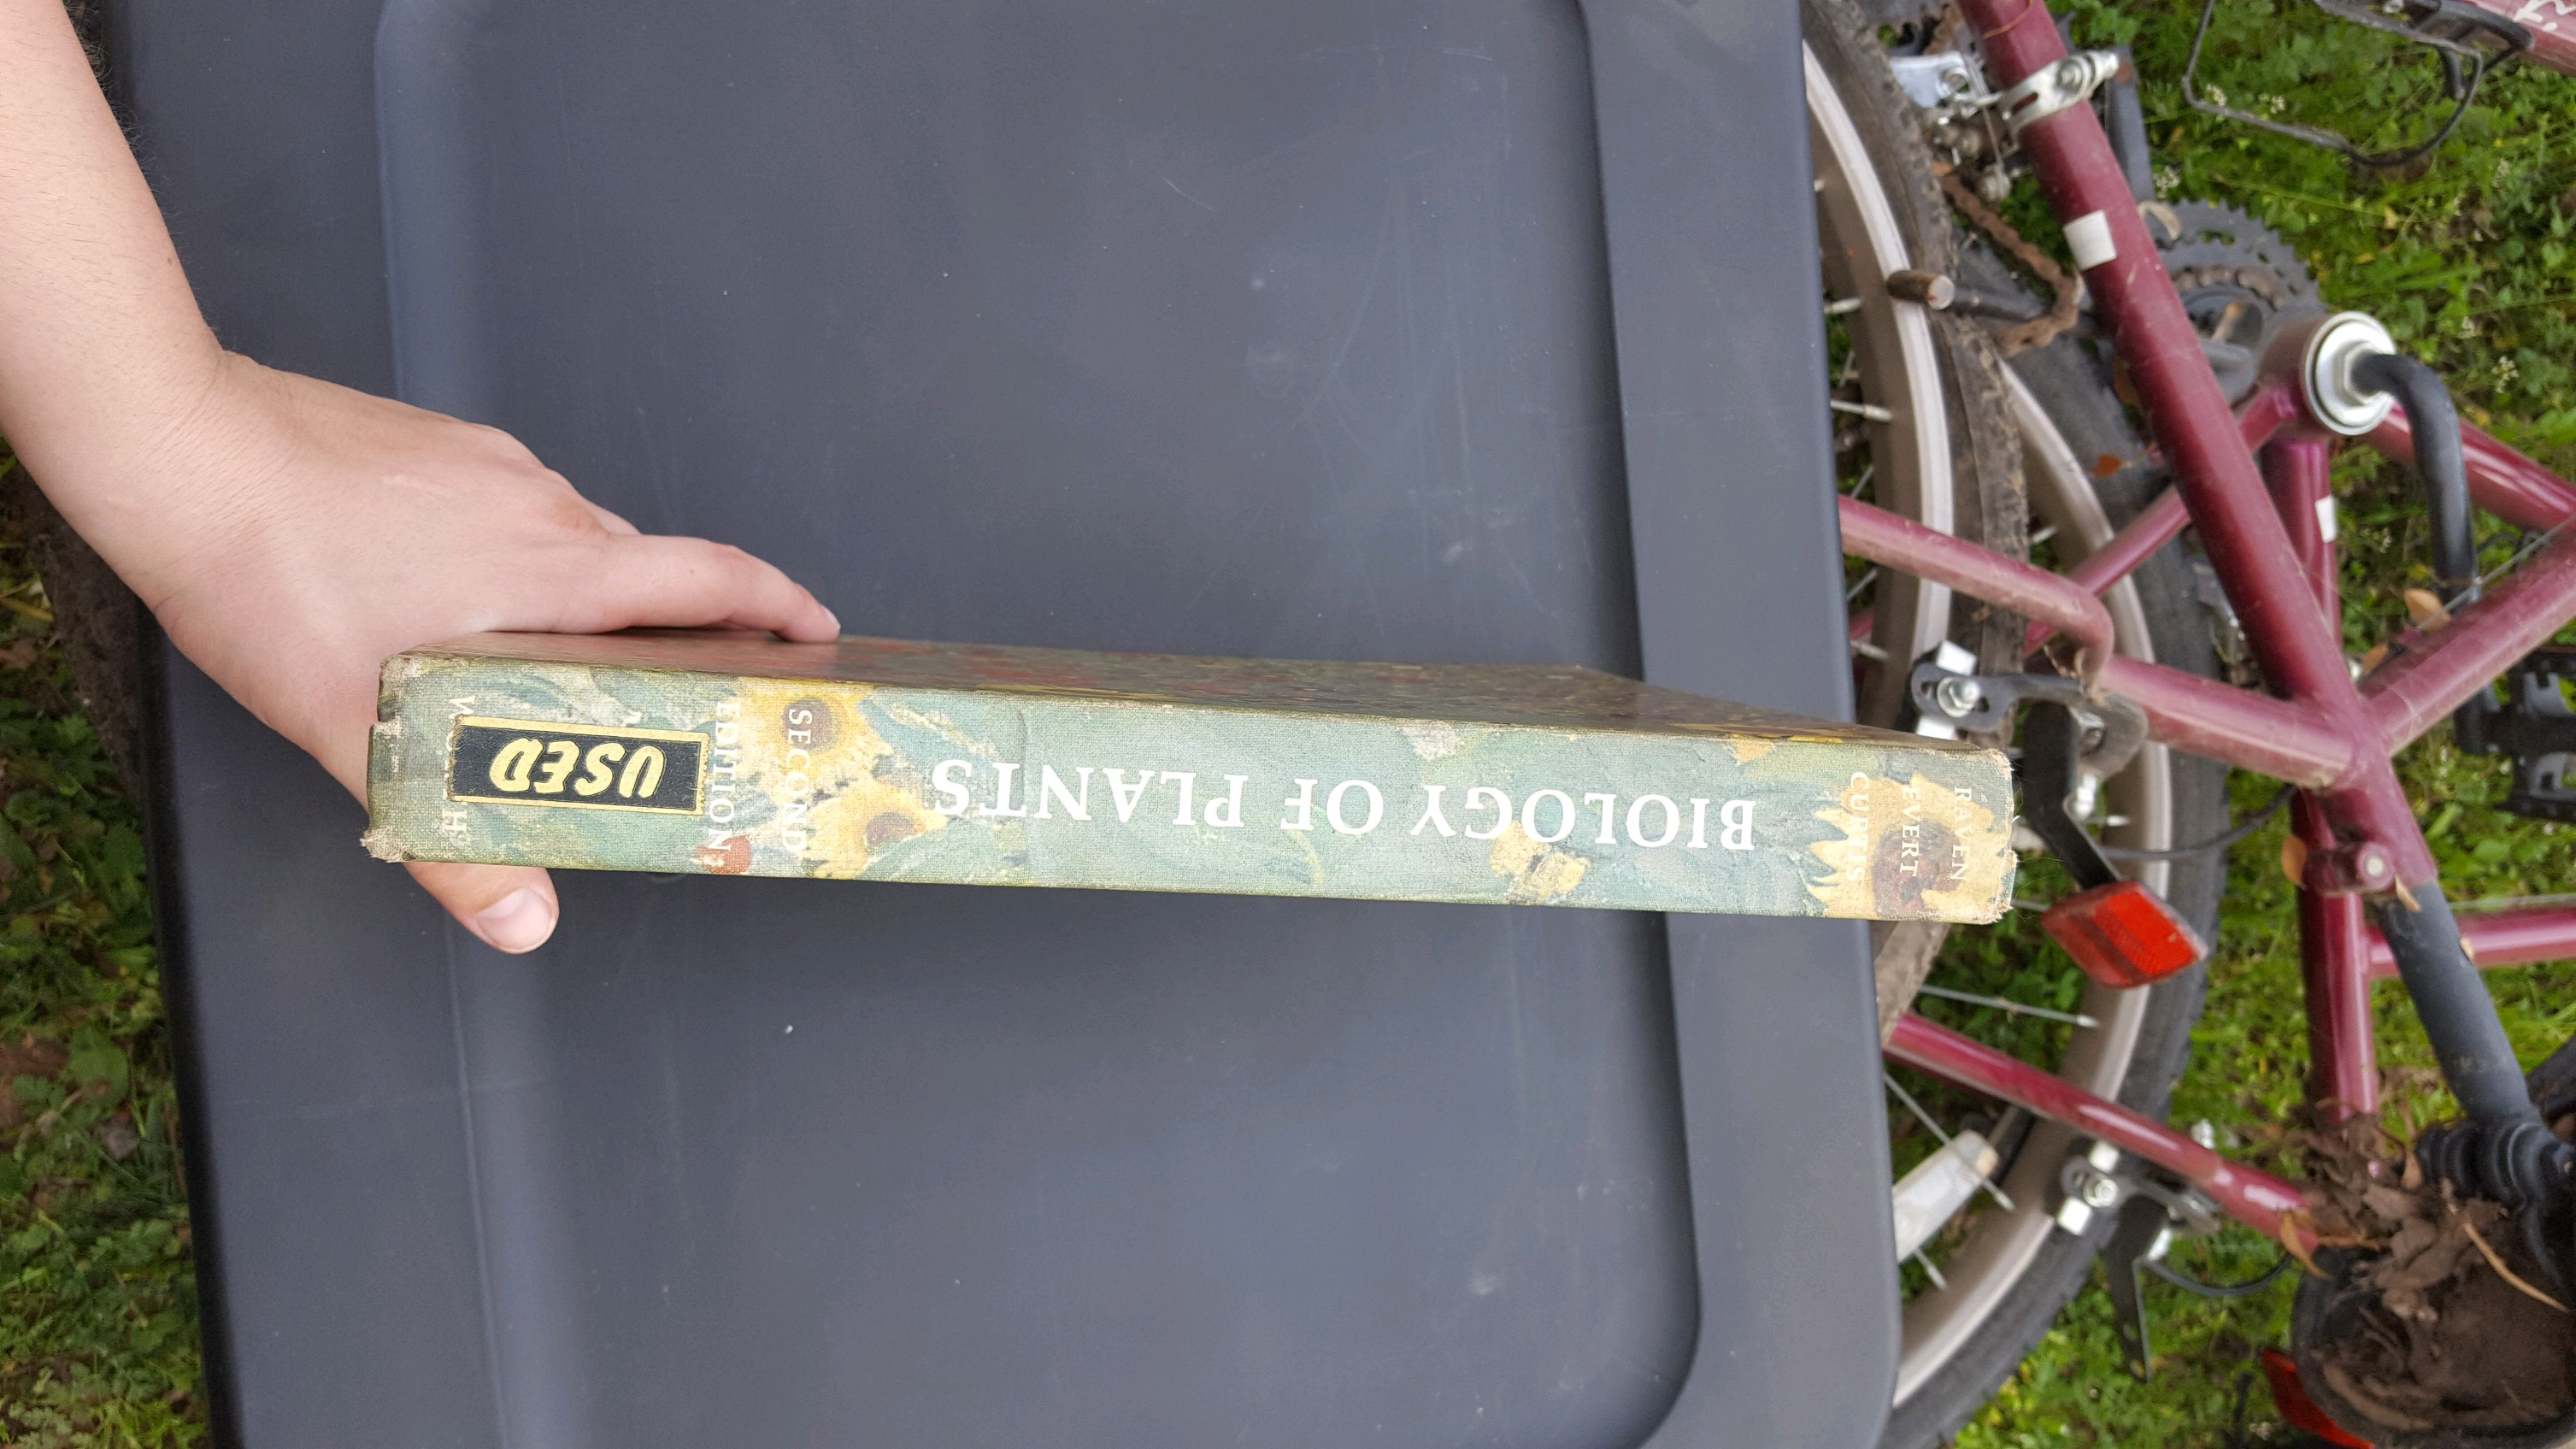 RAVEN
EVERT
CURTIS
BIOLOGY OF PLANTS
SECOND
EDITION
USED